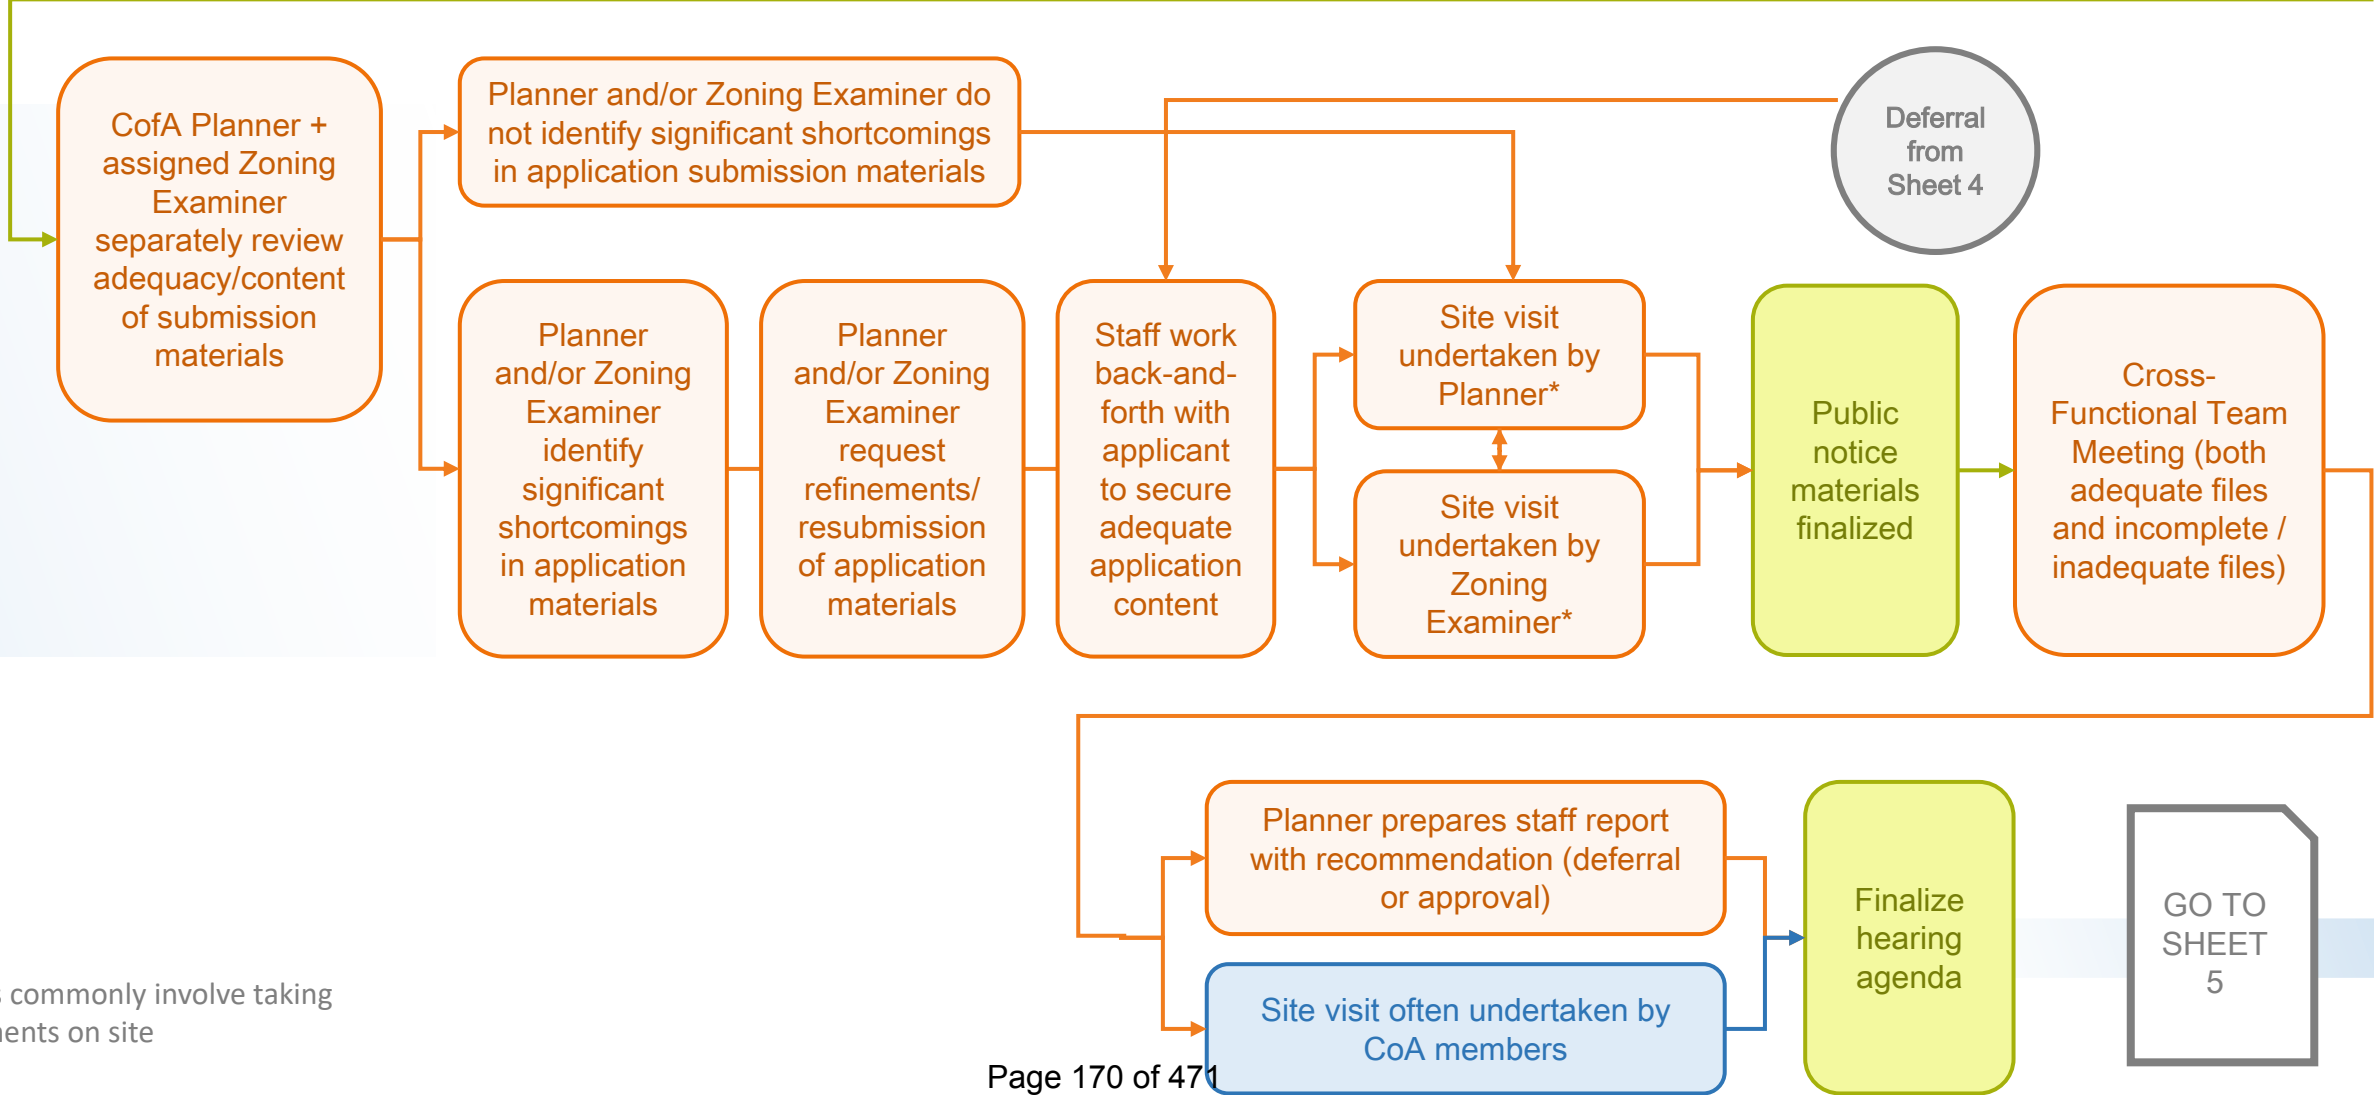 CofA Planner +
assigned Zoning
Examiner
separately review
adequacy/content
of submission
materials
Planner and/or Zoning Examiner do
not identify significant shortcomings
in application submission materials
Deferral
from
Sheet 4
Planner
and/or Zoning
Examiner
identify
significant
shortcomings
in application
materials
Planner
and/or Zoning
Examiner
request
refinements/
resubmission
of application
materials
Staff work
back-and-
forth with
applicant
to secure
adequate
application
content
Site visit
undertaken by
Planner*
Site visit
undertaken by
Zoning
Examiner*
Public
notice
materials
finalized
Cross-
Functional Team
Meeting (both
adequate files
and incomplete /
inadequate files)
Planner prepares staff report
with recommendation (deferral
or approval)
Site visit often undertaken by
CoA members
Finalize
hearing
agenda
GO TO
SHEET
5
commonly involve taking
on site
Page 170 of 471